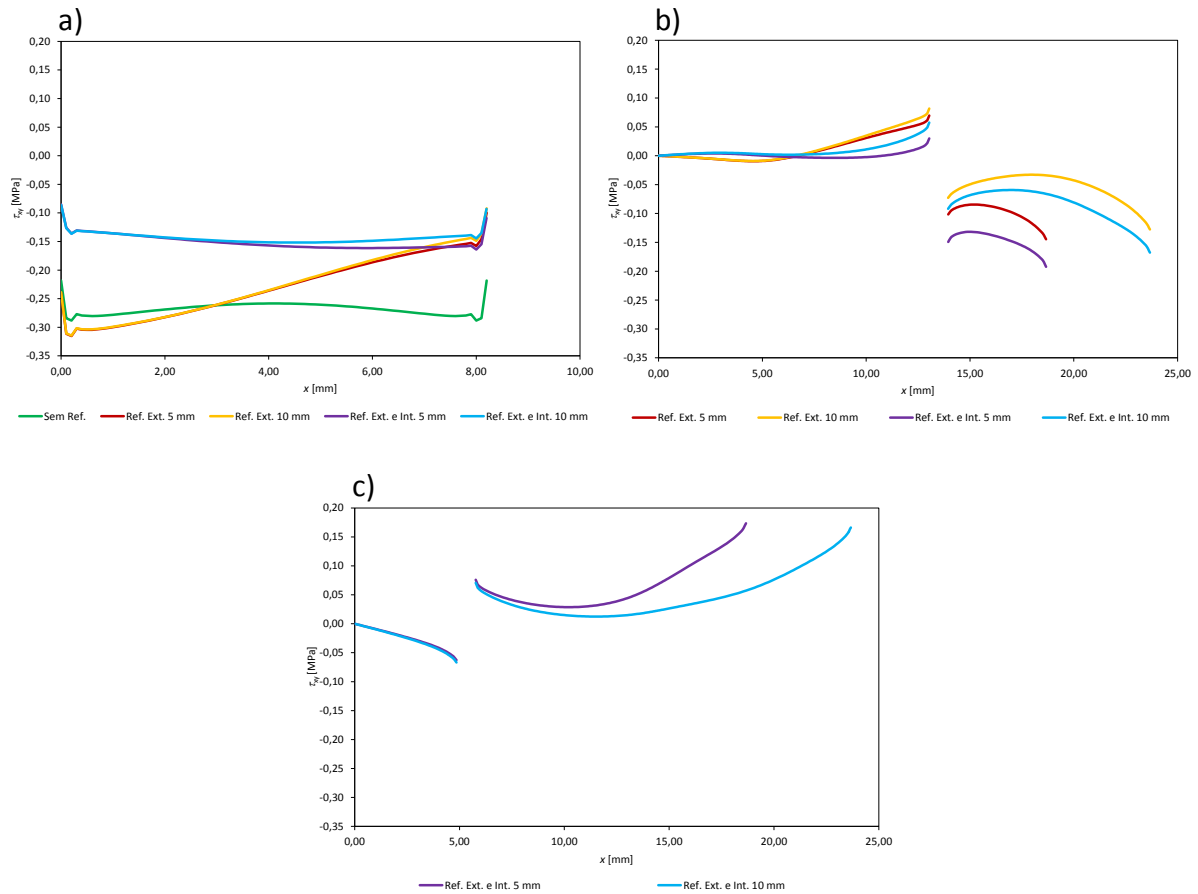 a)
0,20
0,15
0,10
0,05
0,00
-0,05
-0,10
-0,15
-0,20
-0,25
-0,30
-0,35
τxy [MPa]
0,00 2,00 4,00 6,00 8,00 10,00
x [mm]
Sem Ref. Ref. Ext. 5 mm Ref. Ext. 10 mm Ref. Ext. e Int. 5 mm Ref. Ext. e Int. 10 mm
b)
0,20
0,15
0,10
0,05
0,00
-0,05
-0,10
-0,15
-0,20
-0,25
-0,30
-0,35
τxy [MPa]
0,00 5,00 10,00 15,00 20,00 25,00
x [mm]
Ref. Ext. 5 mm Ref. Ext. 10 mm Ref. Ext. e Int. 5 mm Ref. Ext. e Int. 10 mm
c)
0,20
0,15
0,10
0,05
0,00
-0,05
-0,10
-0,15
-0,20
-0,25
-0,30
-0,35
τxy [MPa]
0,00 5,00 10,00 15,00 20,00 25,00
x [mm]
Ref. Ext. e Int. 5 mm Ref. Ext. e Int. 10 mm